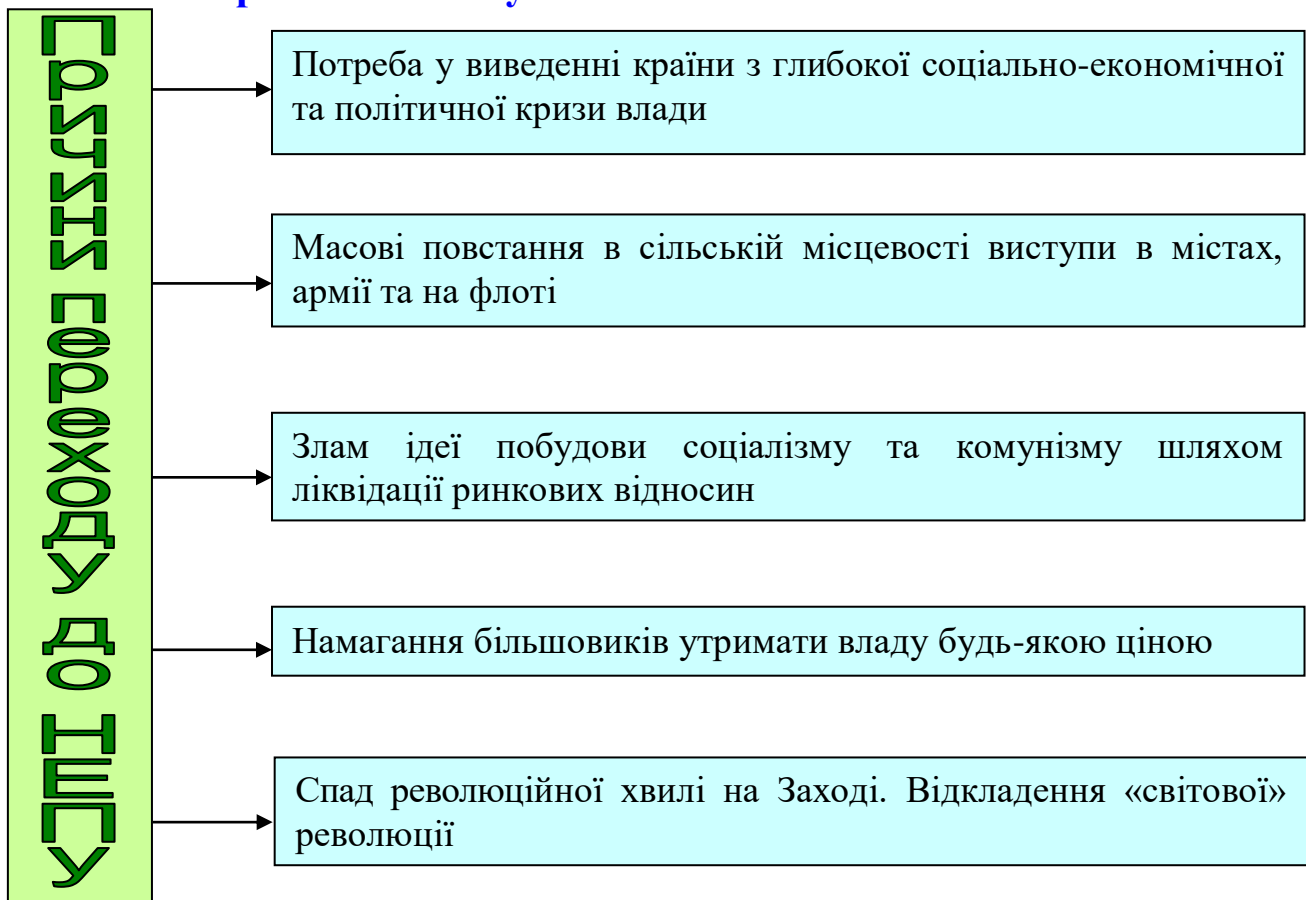 Причини переходу до НЕПУ
Потреба у виведенні країни з глибокої соціально-економічної
та політичної кризи влади
Масові повстання в сільській місцевості виступи в містах,
армії та на флоті
Злам ідеї побудови соціалізму та комунізму шляхом
ліквідації ринкових відносин
Намагання більшовиків утримати владу будь-якою ціною
Спад революційної хвилі на Заході. Відкладення «світової»
революції